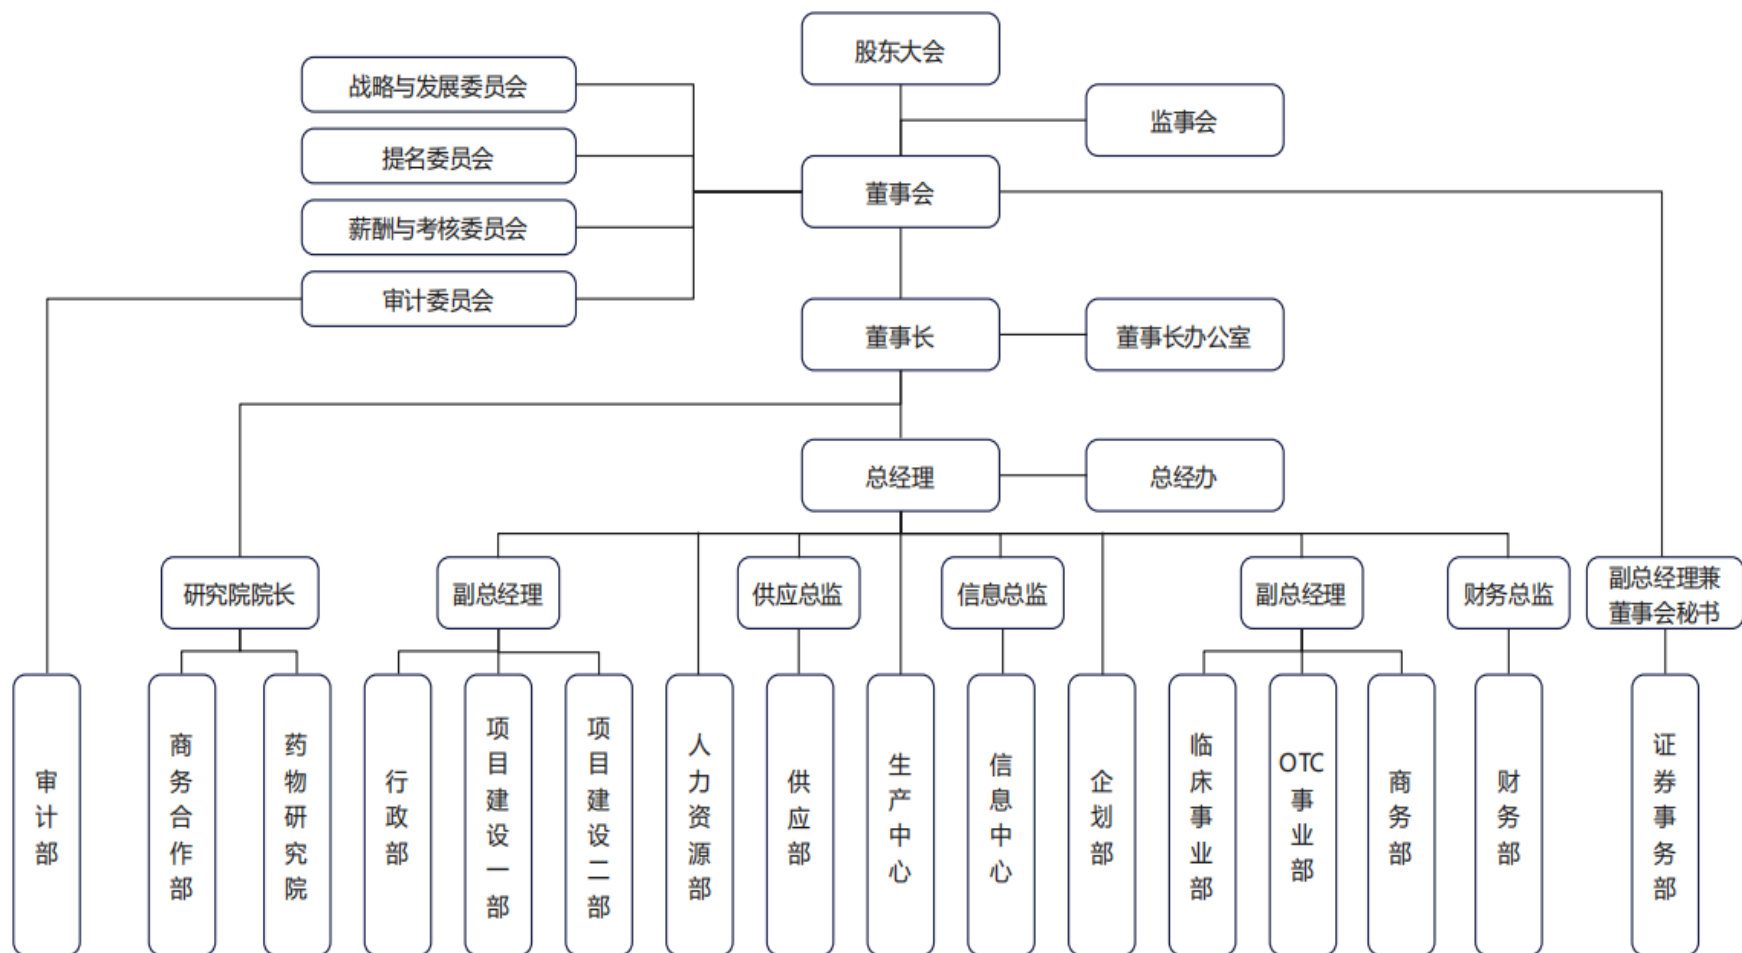 股东大会
战略与发展委员会
监事会
提名委员会
董事会
薪酬与考核委员会
审计委员会
董事长
董事长办公室
总经理
总经办
研究院院长
副总经理
供应总监
信息总监
副总经理
财务总监
副总经理兼
董事会秘书
审计部
商务合作部
药物研究院
行政部
项目建设一部
项目建设二部
人力资源部
供应部
生产中心
信息中心
企划部
临床事业部
OTC事业部
商务部
财务部
证券事务部